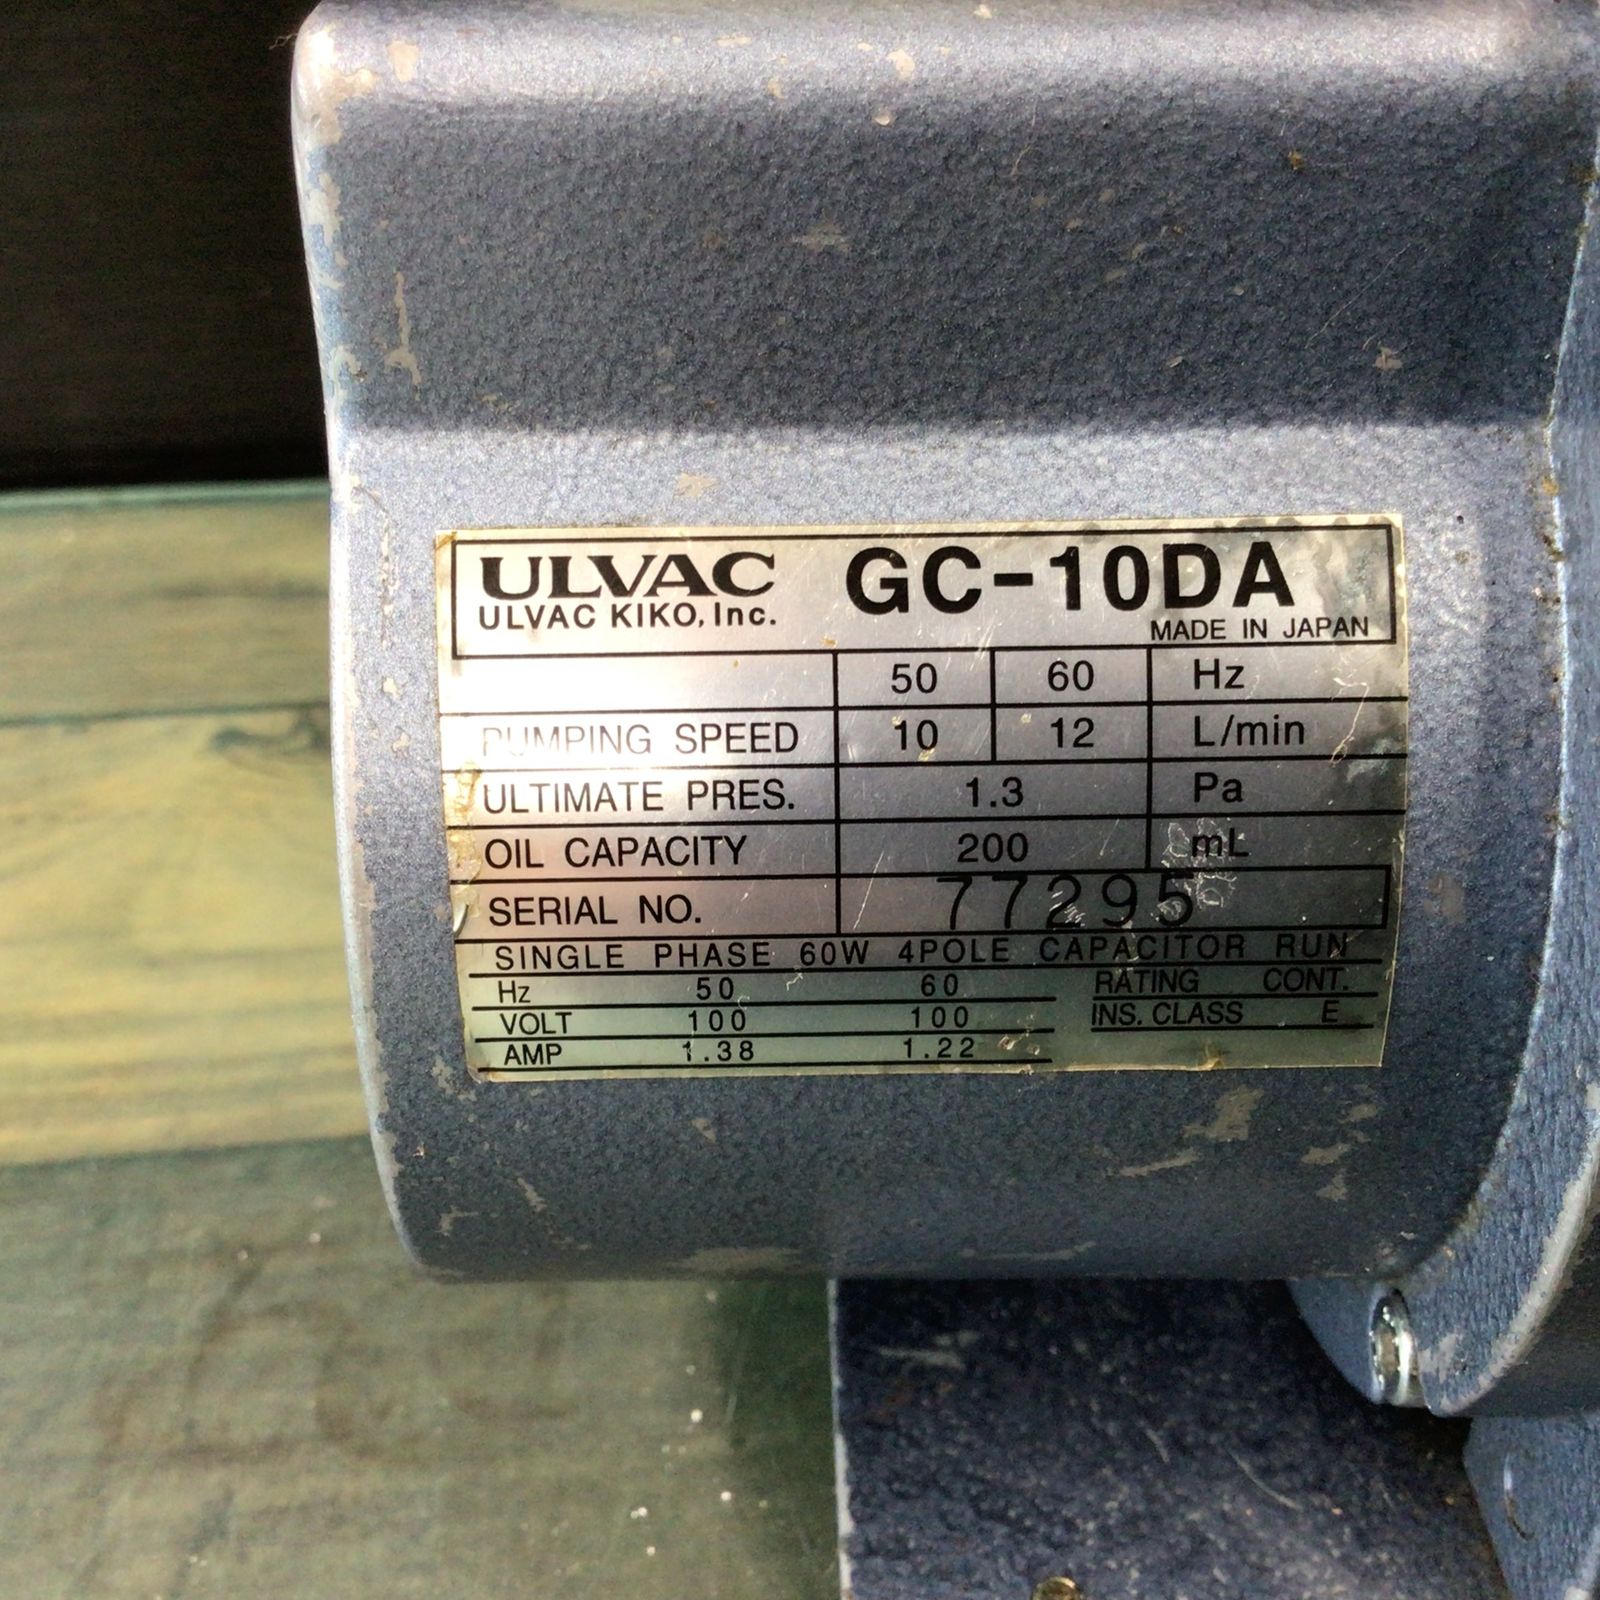 ULVAC GC-10DA
ULVAC KIKO, Inc.
MADE IN JAPAN
50 60 Hz
PUMPING SPEED 10 12 L/min
ULTIMATE PRES. 1.3 Pa
OIL CAPACITY 200 mL
SERIAL NO. 77295
SINGLE PHASE 60W 4POLE CAPACITOR RUN
Hz 50 60 RATING CONT.
VOLT 100 100 INS. CLASS E
AMP 1.38 1.22